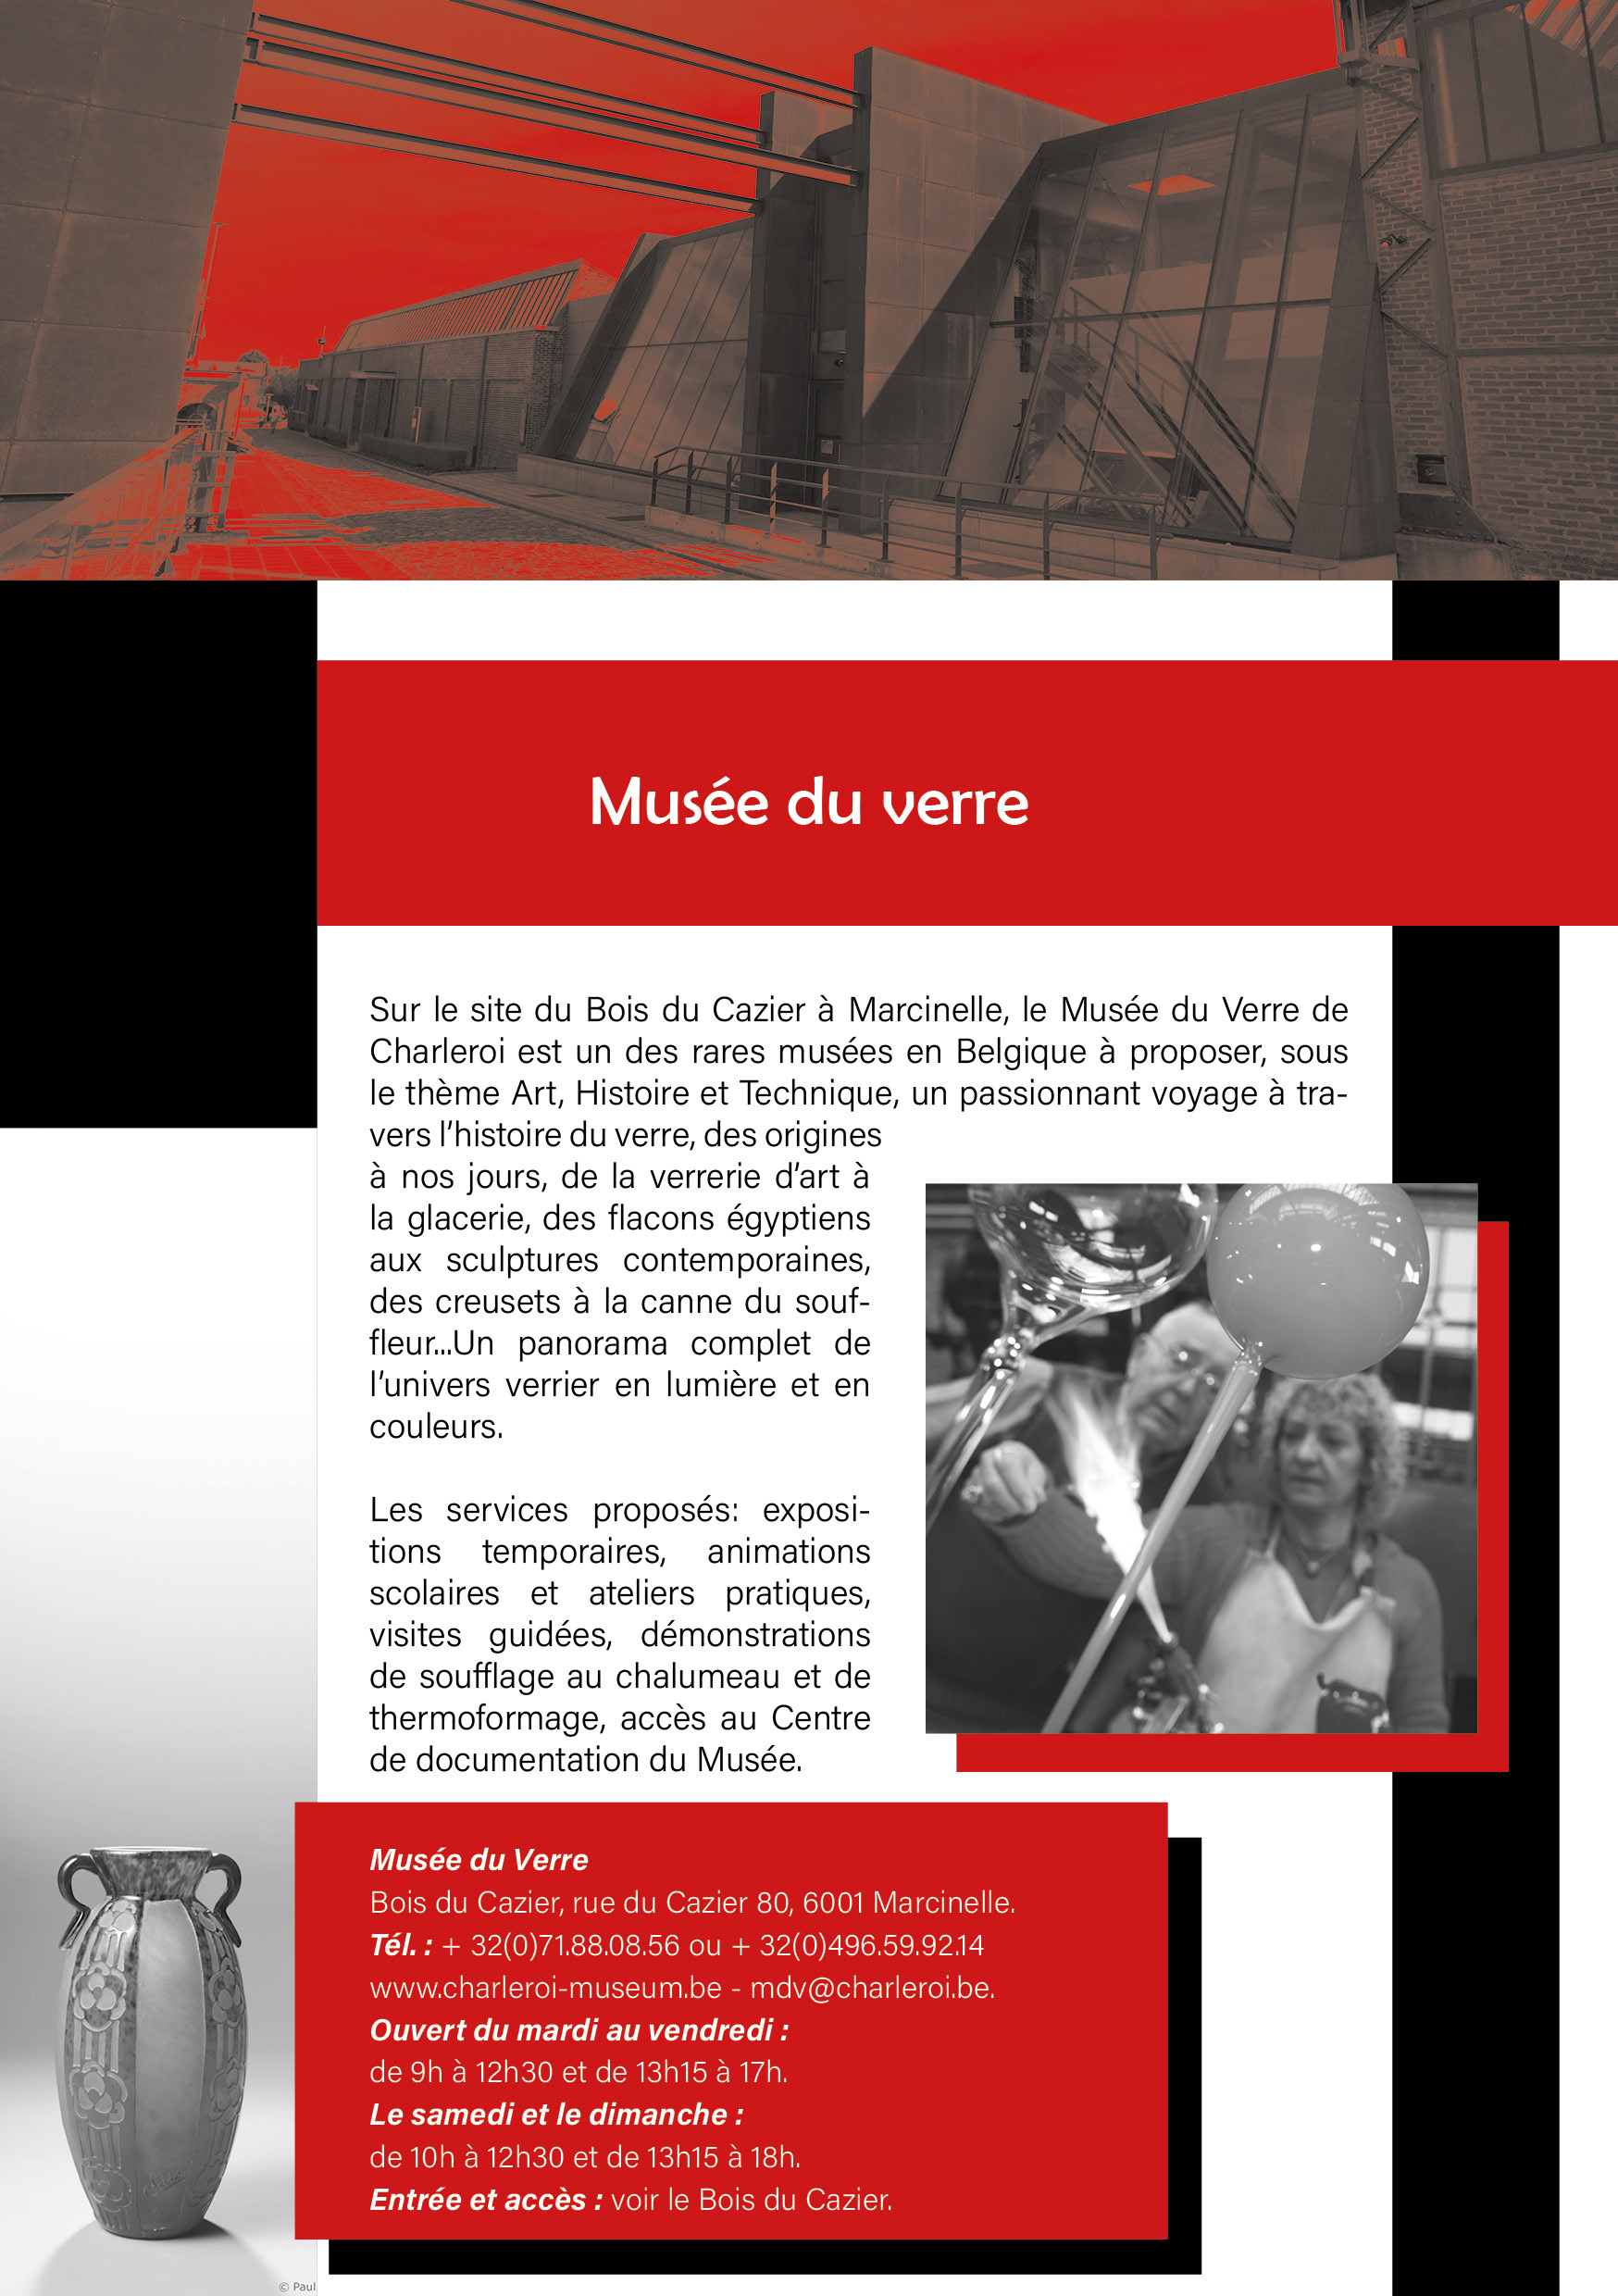 Musée du verre
Sur le site du Bois du Cazier à Marcinelle, le Musée du Verre de
Charleroi est un des rares musées en Belgique à proposer, sous
le thème Art, Histoire et Technique, un passionnant voyage à tra-
vers l'histoire du verre, des origines
à nos jours, de la verrerie d'art à
la glacerie, des flacons égyptiens
aux sculptures contemporaines,
des creusets à la canne du souf-
fleur...Un panorama complet de
l'univers verrier en lumière et en
couleurs.
Les services proposés: exposi-
tions temporaires, animations
scolaires et ateliers pratiques,
visites guidées, démonstrations
de soufflage au chalumeau et de
thermoformage, accès au Centre
de documentation du Musée.
Musée du Verre
Bois du Cazier, rue du Cazier 80, 6001 Marcinelle.
Tél. : + 32(0)71.88.08.56 ou + 32(0)496.59.92.14
www.charleroi-museum.be - mdv@charleroi.be.
Ouvert du mardi au vendredi :
de 9h à 12h30 et de 13h15 à 17h.
Le samedi et le dimanche :
de 10h à 12h30 et de 13h15 à 18h.
Entrée et accès : voir le Bois du Cazier.
© Paul